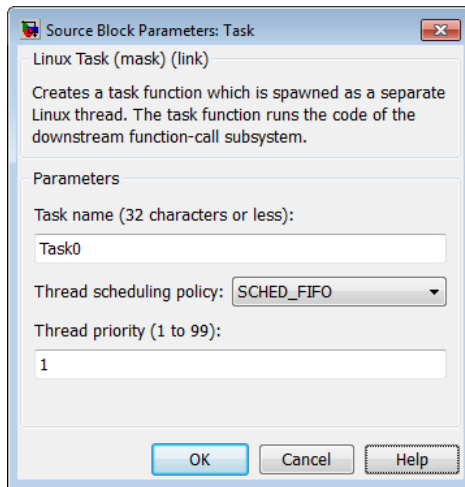 Source Block Parameters: Task
Linux Task (mask) (link)
Creates a task function which is spawned as a separate
Linux thread. The task function runs the code of the
downstream function-call subsystem.
Parameters
Task name (32 characters or less):
Task0
Thread scheduling policy: SCHED_FIFO
Thread priority (1 to 99):
1
OK Cancel Help